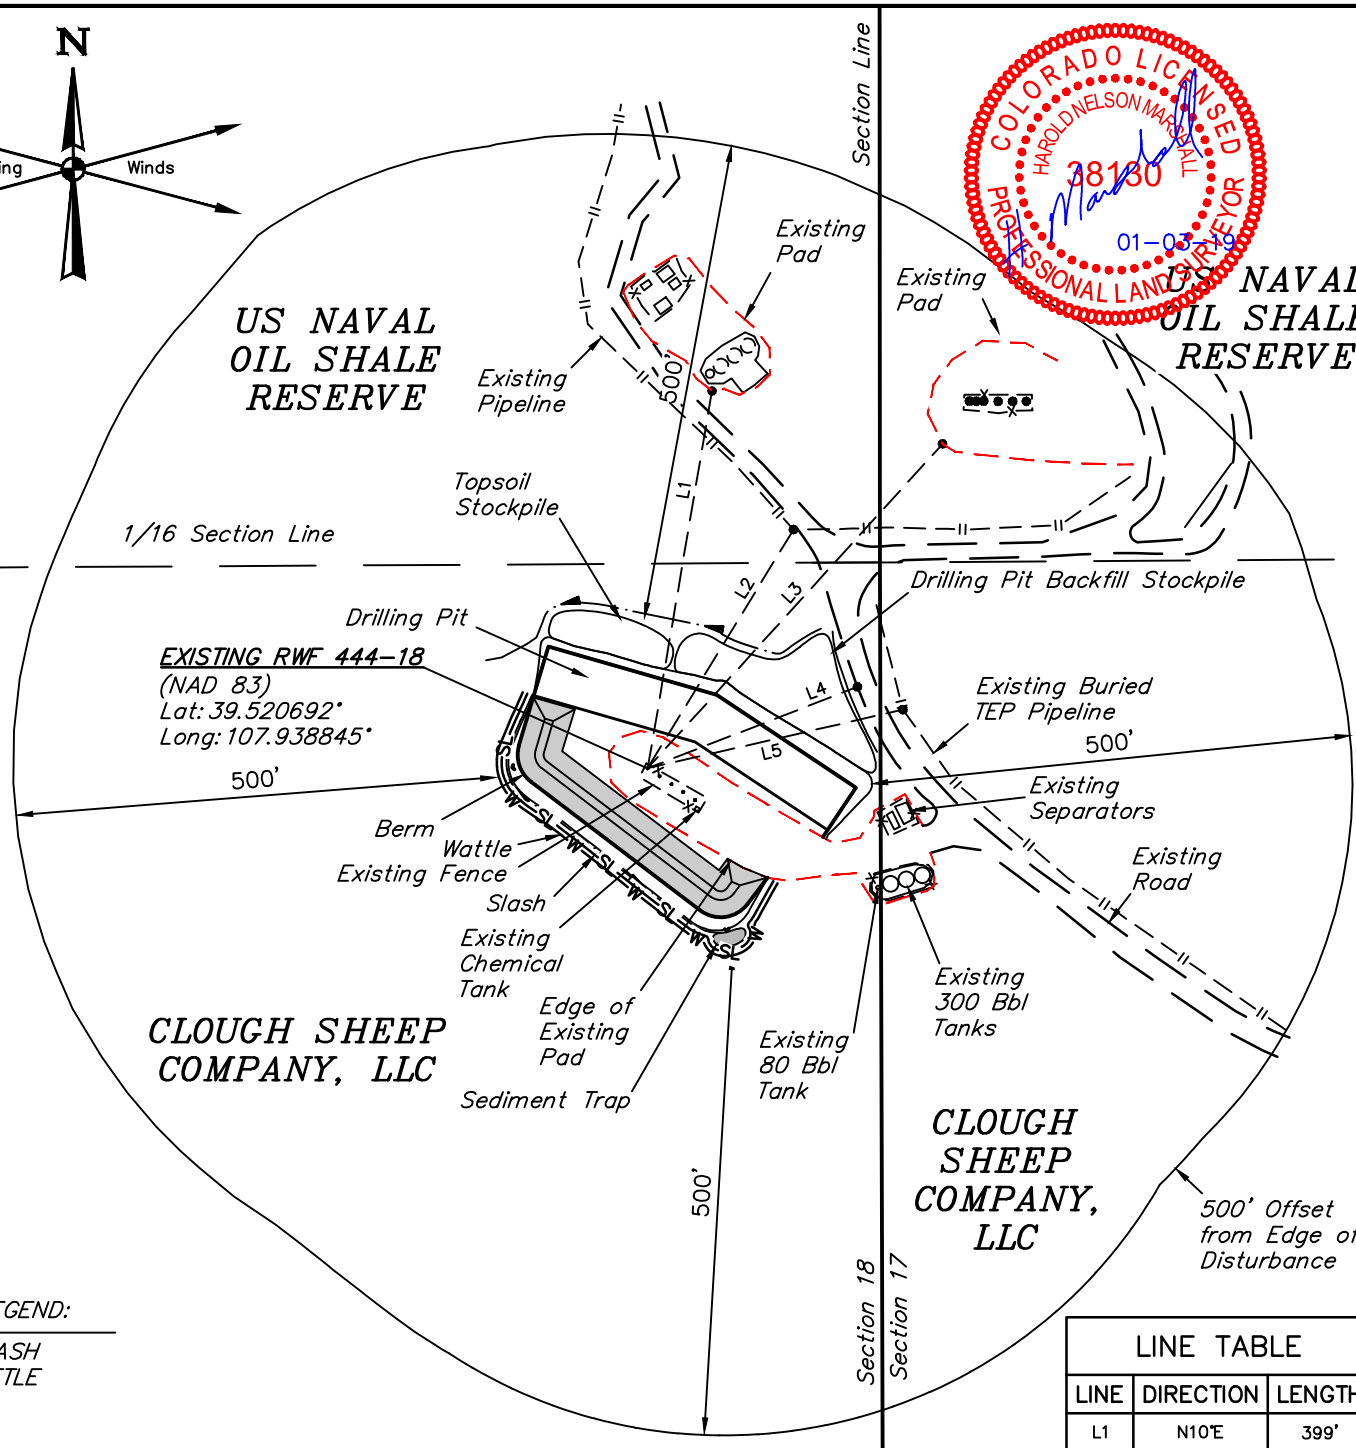 N
Winds
Section Line
COLORADO LICENSED
HAROLD NELSON MARSHALL
38130
01-03-19
PROFESSIONAL LAND SURVEYOR
Existing
Pad
Existing
Pad
US NAVAL
OIL SHALE
RESERVE
US NAVAL
OIL SHALE
RESERVE
500'
Existing
Pipeline
L1
Topsoil
Stockpile
1/16 Section Line
L2
L3
Drilling Pit Backfill Stockpile
Drilling Pit
EXISTING RWF 444-18
(NAD 83)
Lat: 39.520692°
Long: 107.938845°
L4
L5
Existing Buried
TEP Pipeline
500'
500'
Existing
Separators
SL
W
SL
W
SL
W
SL
W
SL
W
Berm
Wattle
Existing Fence
Slash
Existing
Chemical
Tank
Existing
Road
Existing
300 Bbl
Tanks
Edge of
Existing
Pad
Existing
80 Bbl
Tank
Sediment Trap
CLOUGH SHEEP
COMPANY, LLC
CLOUGH
SHEEP
COMPANY,
LLC
500'
500' Offset
from Edge of
Disturbance
Section 18
Section 17
LINE TABLE
LINE DIRECTION LENGTH
L1 N10°E 399'